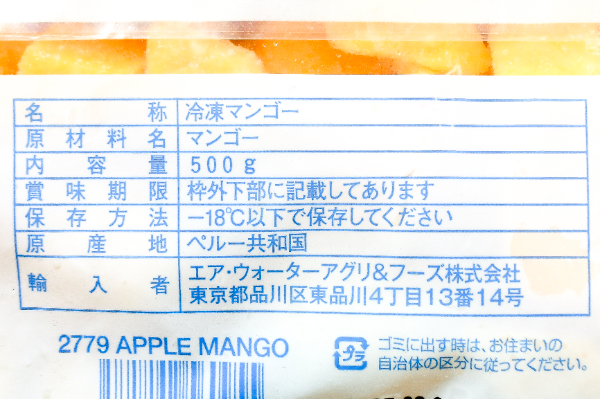 名称 冷凍マンゴー
原材料名 マンゴー
内容量 500g
賞味期限 枠外下部に記載してあります
保存方法 −18℃以下で保存してください
原産地 ペルー共和国
輸入者 エア・ウォーターアグリ&フーズ株式会社
東京都品川区東品川4丁目13番14号
2779 APPLE MANGO
プラ
ゴミに出す時は、お住まいの
自治体の区分に従ってください。